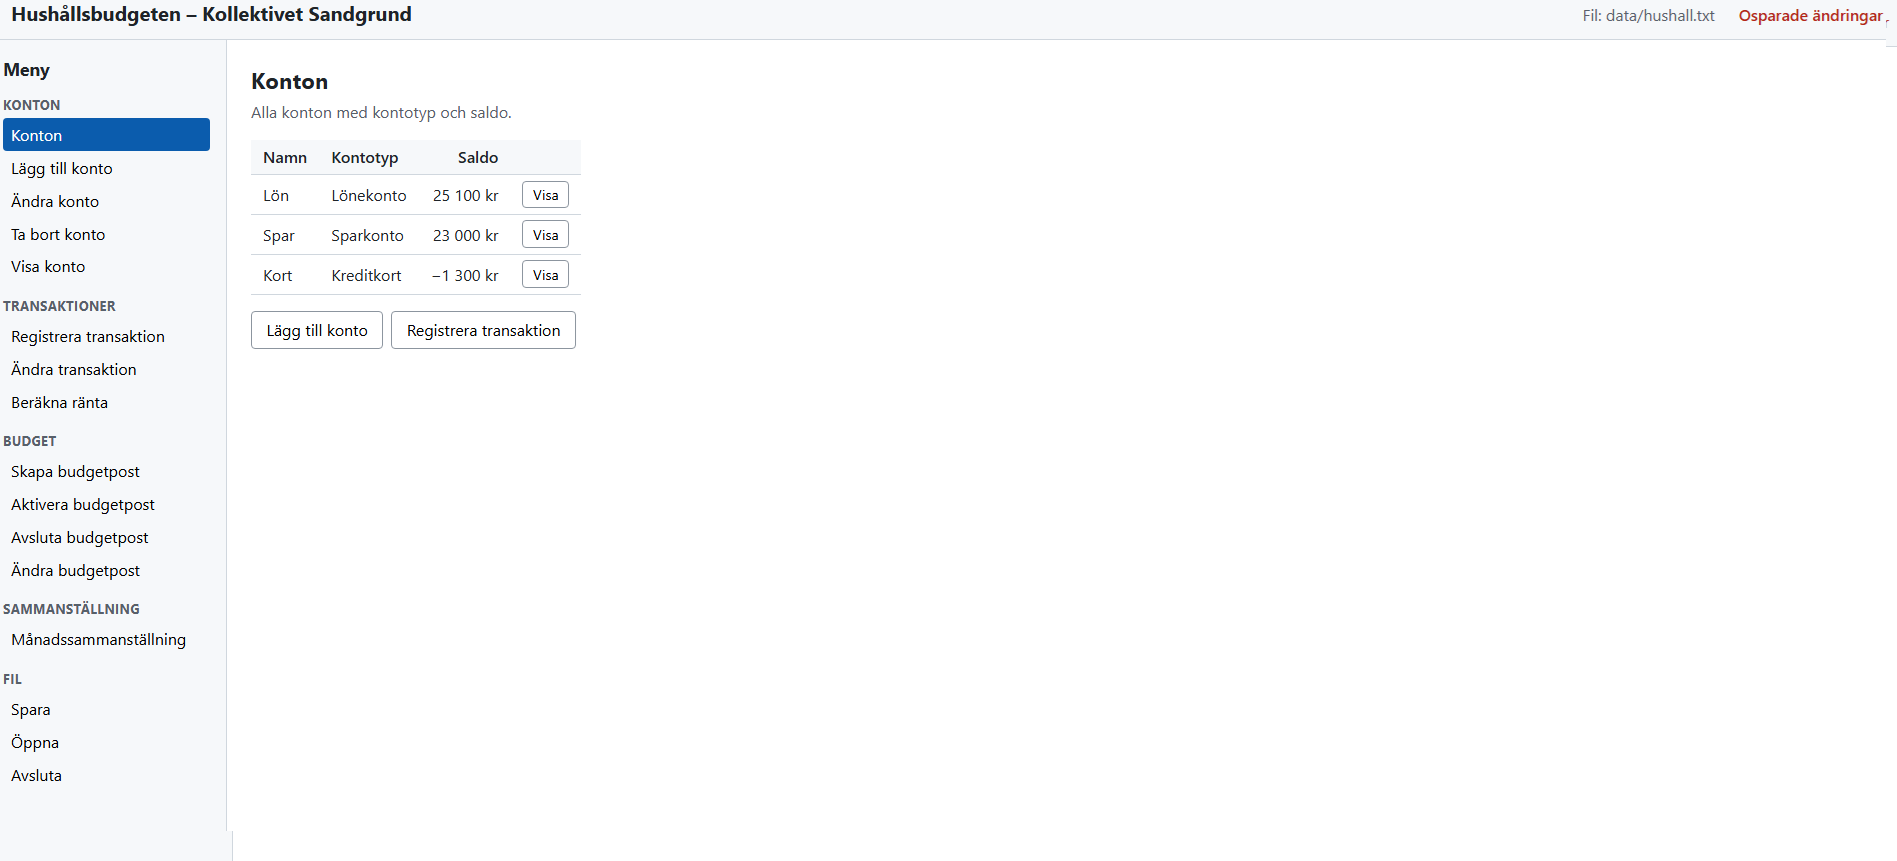 Hushållsbudgeten – Kollektivet Sandgrund
Fil: data/hushall.txt Osparade ändringar
Meny
KONTON
Konton
Lägg till konto
Ändra konto
Ta bort konto
Visa konto
TRANSAKTIONER
Registrera transaktion
Ändra transaktion
Beräkna ränta
BUDGET
Skapa budgetpost
Aktivera budgetpost
Avsluta budgetpost
Ändra budgetpost
SAMMANSTÄLLNING
Månadssammanställning
FIL
Spara
Öppna
Avsluta
Konton
Alla konton med kontotyp och saldo.
Namn Kontotyp Saldo
Lön Lönekonto 25 100 kr Visa
Spar Sparkonto 23 000 kr Visa
Kort Kreditkort −1 300 kr Visa
Lägg till konto Registrera transaktion